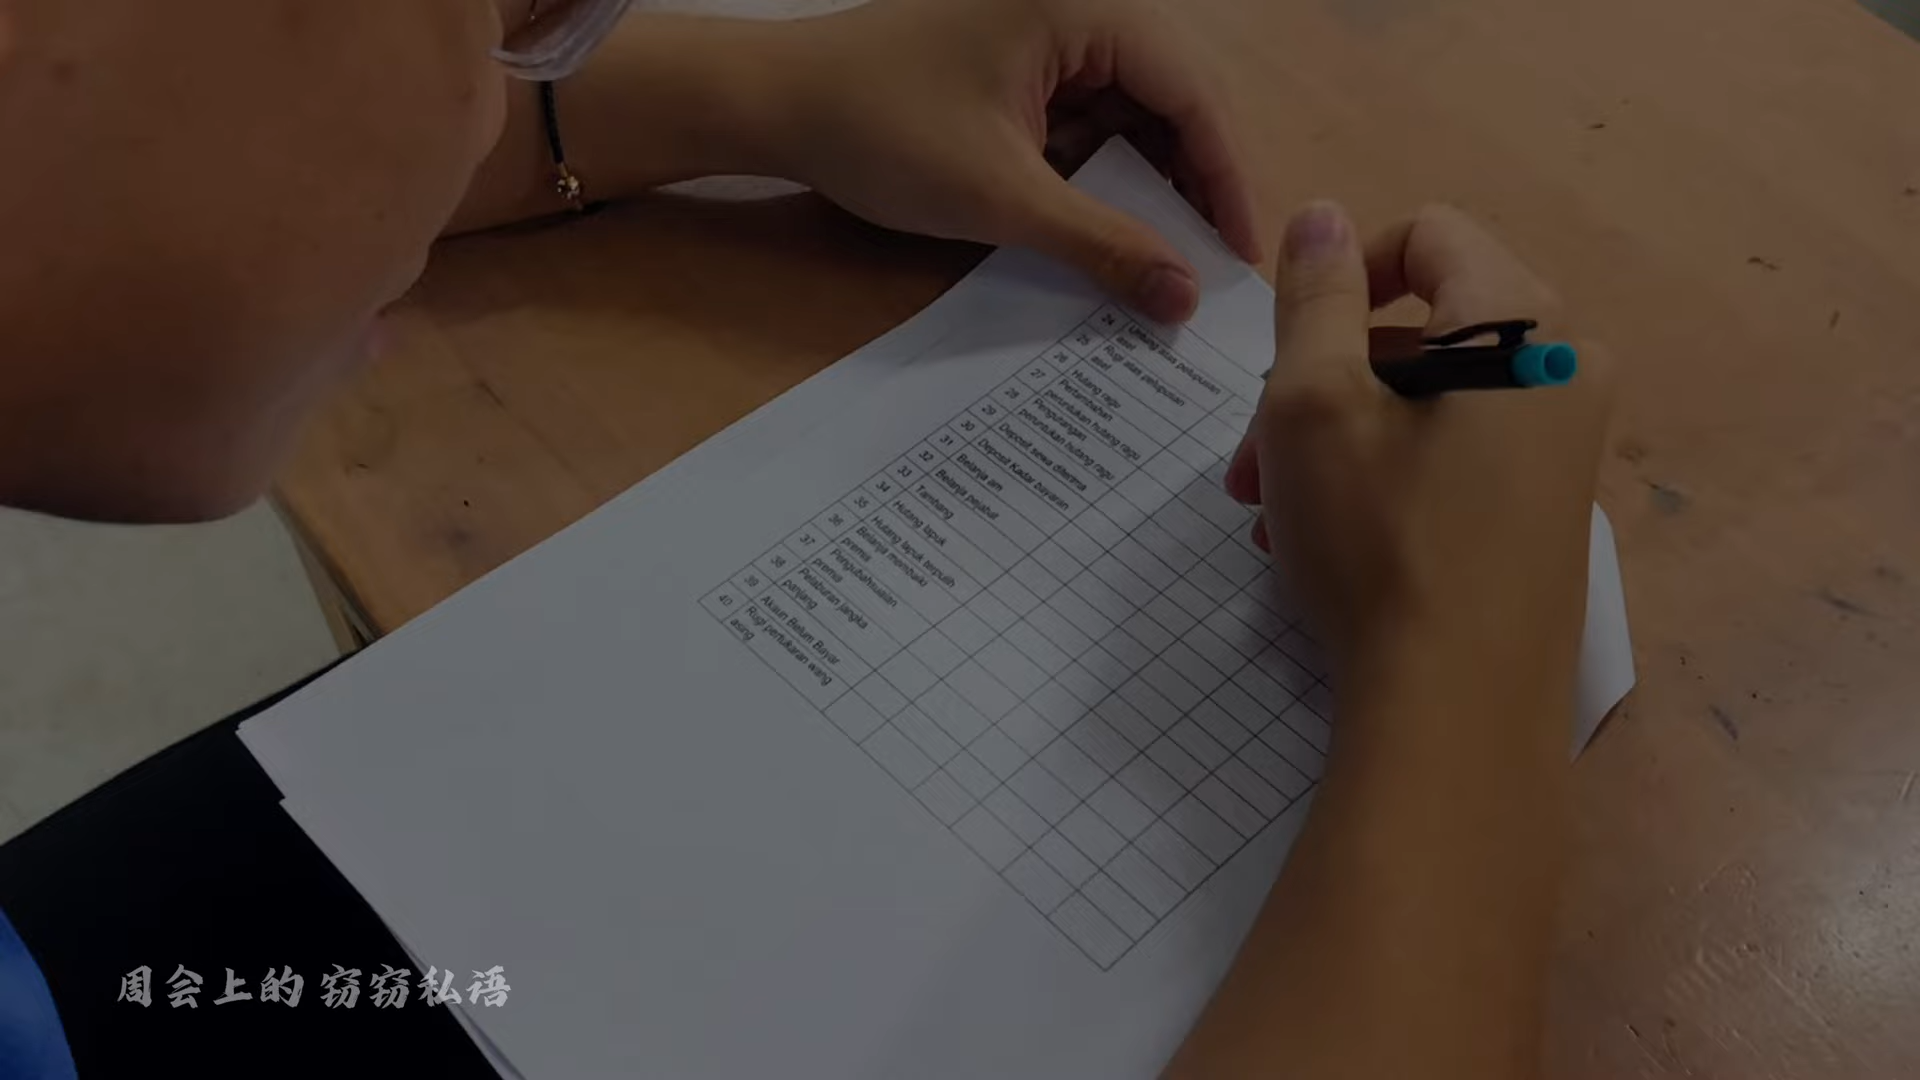 24 Untung atas pelupusan
aset
25 Rugi atas pelupusan
aset
26 Hutang ragu
27 Pertambahan
peruntukan hutang ragu
28 Pengurangan
peruntukan hutang ragu
29 Deposit sewa diterima
30 Deposit Kadar bayaran
31 Belanja am
32 Belanja pejabat
33 Tambang
34 Hutang lapuk
35 Hutang lapuk terpulih
36 Belanja membaiki
premis
37 Pengubahsuaian
premis
38 Pelaburan jangka
panjang
39 Akaun Belum Bayar
40 Rugi pertukaran wang
asing
周会上的 窃窃私语